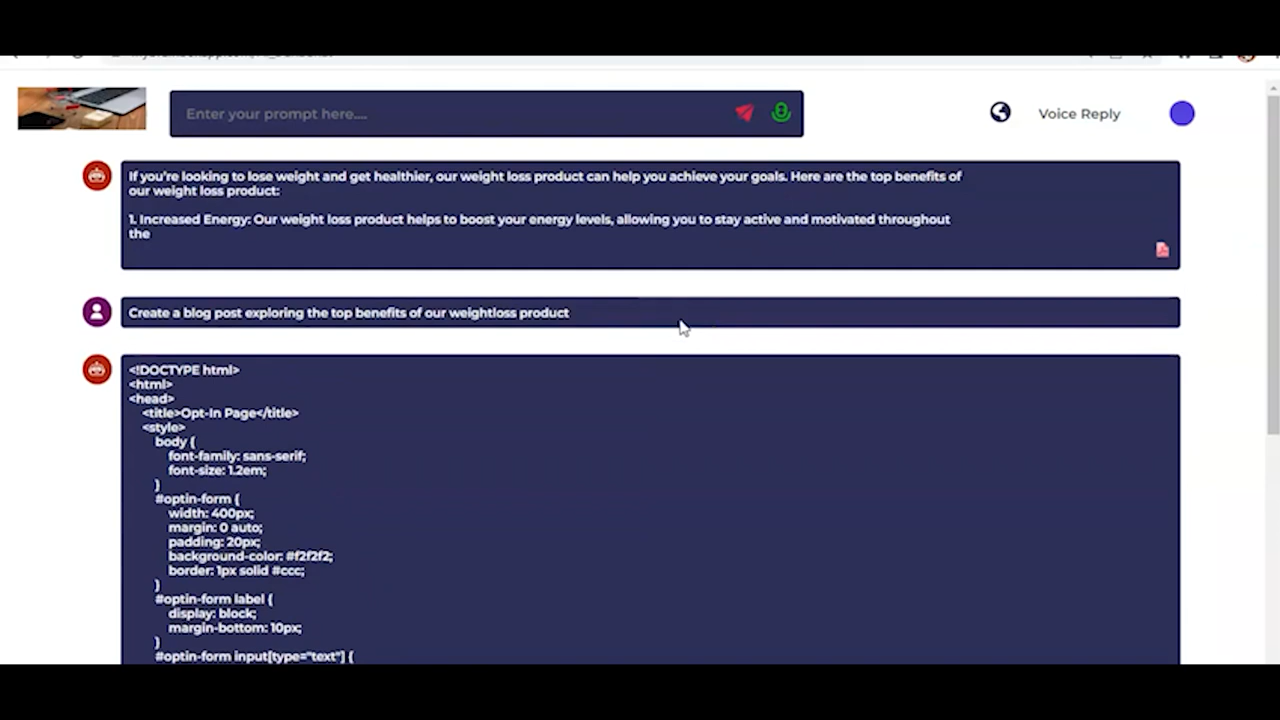 Enter your prompt here....
Voice Reply
If you're looking to lose weight and get healthier, our weight loss product can help you achieve your goals. Here are the top benefits of
our weight loss product:
1. Increased Energy: Our weight loss product helps to boost your energy levels, allowing you to stay active and motivated throughout
the
Create a blog post exploring the top benefits of our weightloss product
<!DOCTYPE html>
<html>
<head>
<title>Opt-In Page</title>
<style>
body {
font-family: sans-serif;
font-size: 1.2em;
}
#optin-form {
width: 400px;
margin: 0 auto;
padding: 20px;
background-color: #f2f2f2;
border: 1px solid #ccc;
}
#optin-form label {
display: block;
margin-bottom: 10px;
}
#optin-form input[type="text"] {